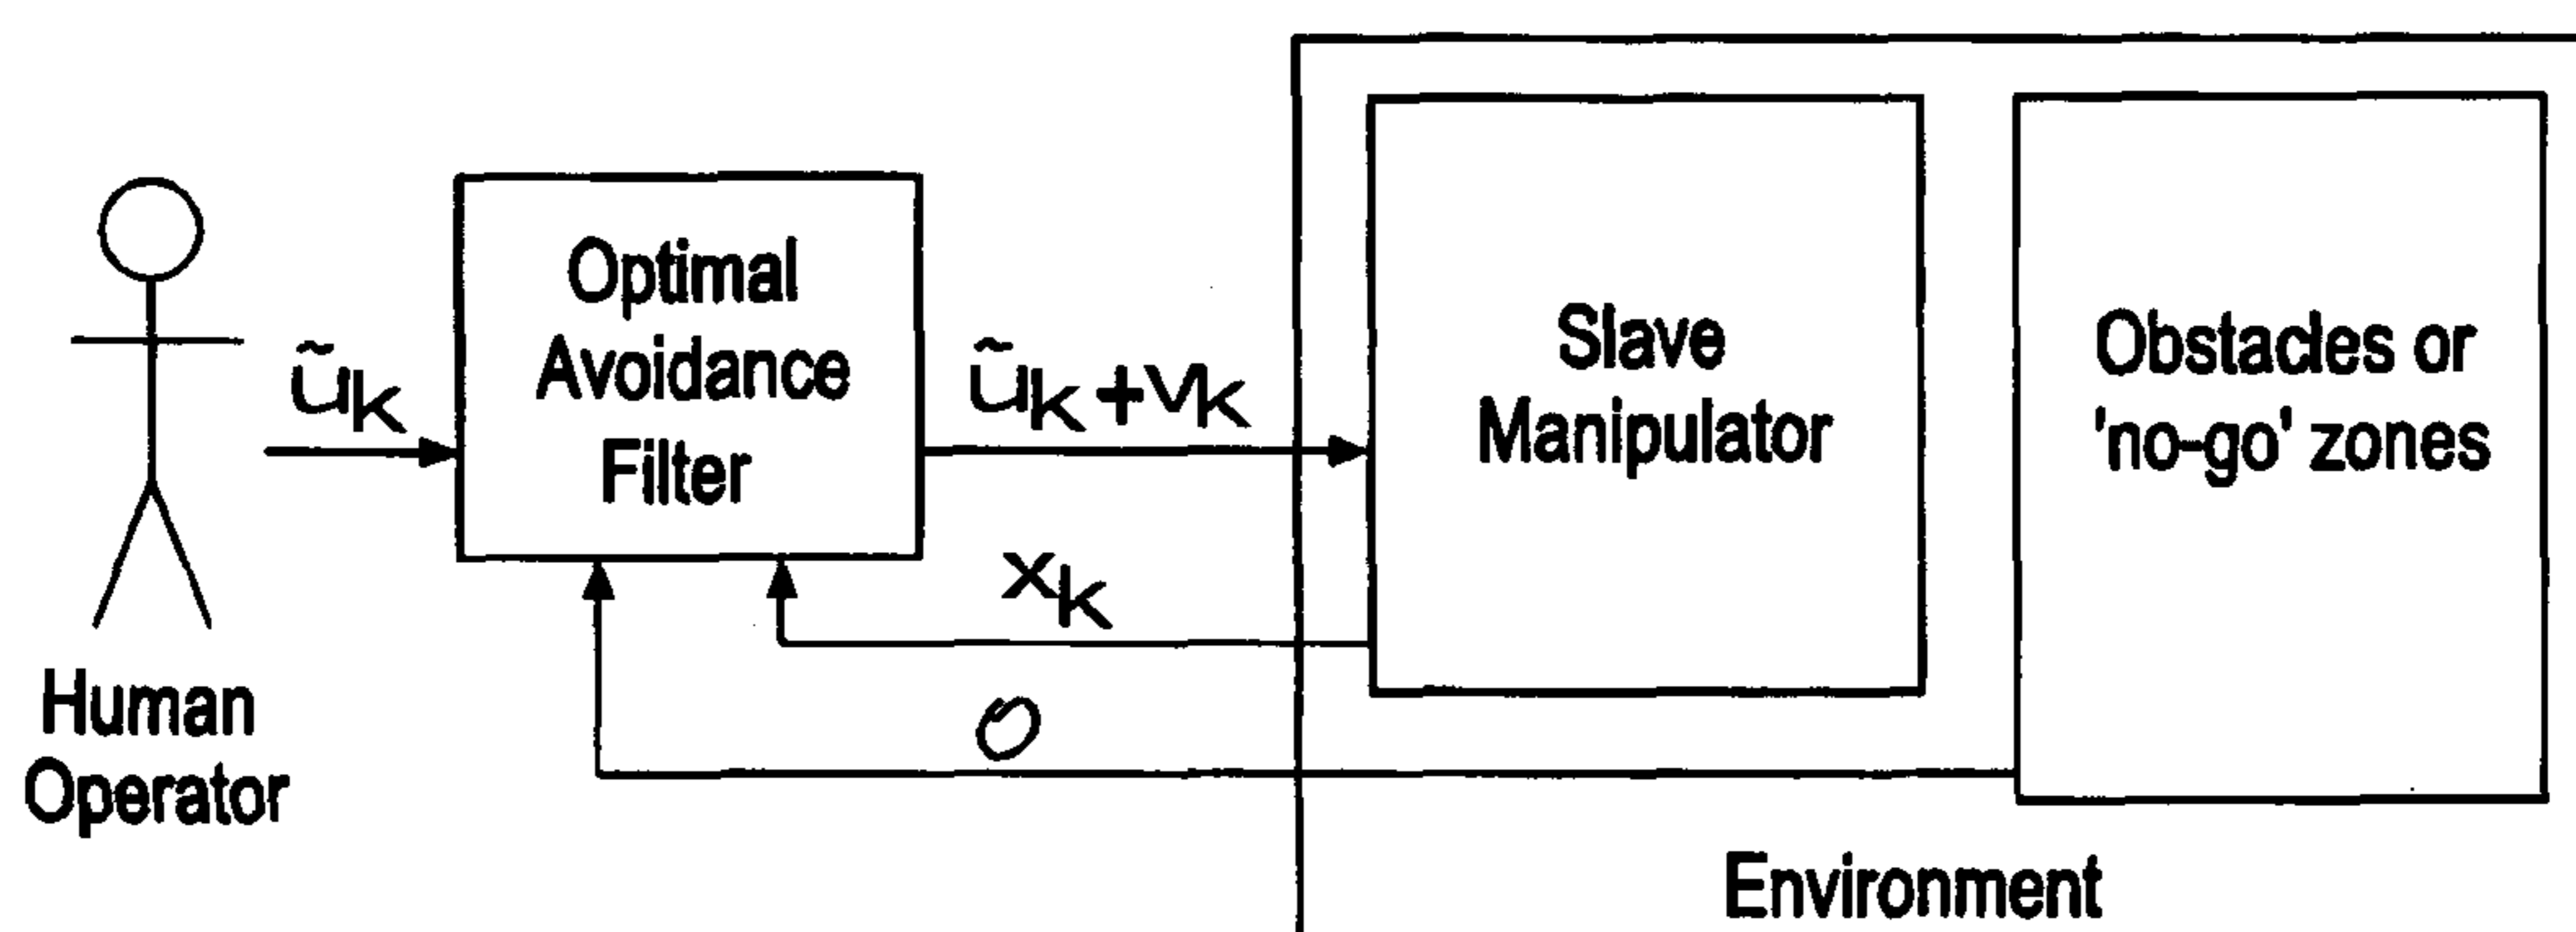 Human
Operator
ũk
Optimal
Avoidance
Filter
ũk+vk
xk
O
Slave
Manipulator
Obstacles or
'no-go' zones
Environment